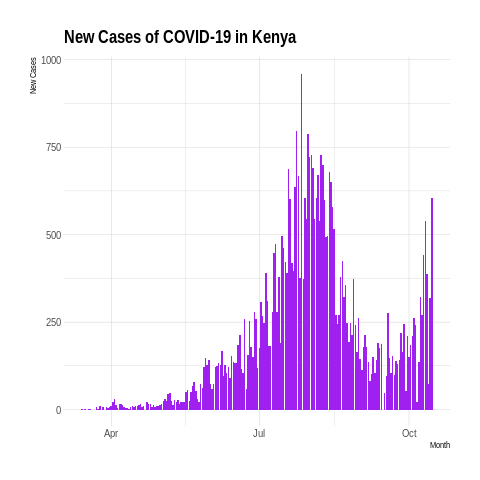 New Cases of COVID-19 in Kenya
New Cases
1000
750
500
250
0
Apr
Jul
Oct
Month